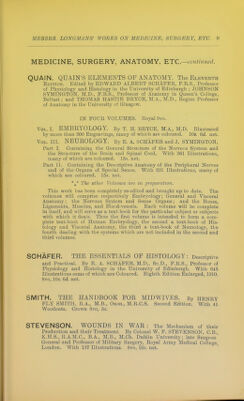 MESSRS. LONGMANS' WORKS ON MEDICINE, SURGERY, ETC. 9
MEDICINE, SURGERY, ANATOMY, ETC.—continued.
QUAIN. QUAIN'S ELEMENTS OF ANATOMY. The ELEVENTH
EDITION. Edited by EDWARD ALBERT SCHÄFER, F.R.S., Professor
of Physiology and Histology in the University of Edinburgh; JOHNSON
SYMINGTON, M.D., F.R.S., Professor of Anatomy in Queen's College,
Belfast; and THOMAS HASTIE BRYCE, M.A., M.D., Regius Professor
of Anatomy in the University of Glasgow.
IN FOUR VOLUMES. Royal 8vo.
VOL. I. EMBRYOLOGY. By T. H. BRYCE, M.A., M.D. Illustrated
by more than 300 Engravings, many of which are coloured. 10s. 6d. net.
VOL. III. NEUROLOGY. By E. A. SCHÄFER and J. SYMINGTON.
Part I. Containing the General Structure of the Nervous System and
the Structure of the Brain and Spinal Cord. With 361 Illustrations,
many of which are coloured. 15s. net.
Part II. Containing the Descriptive Anatomy of the Peripheral Nerves
and of the Organs of Special Sense. With Illustrations, many of
which are coloured. 15s. net.
*** The other Volumes are in preparation.
This work has been completely re-edited and brought up to date. The
volumes will comprise respectively Embryology; General and Visceral
Anatomy; the Nervous System and Sense Organs; and the Bones,
Ligaments, Muscles, and Blood-vessels. Each volume will be complete
in itself, and will serve as a text-book for the particular subject or subjects
with which it deals. Thus the first volume is intended to form a com-
plete text-book of Human Embryology, the second a text-book of His-
tology and Visceral Anatomy, the third a text-book of Neurology, the
fourth dealing with the systems which are not included in the second and
third volumes.
SCHÄFER. THE ESSENTIALS OF HISTOLOGY: Descriptive
and Practical. By E. A. SCHÄFER, M.D., Sc.D., F.R.S., Professor of
Physiology and Histology in the University of Edinburgh. With 645
Illustrations some of which are Coloured. Eighth Edition Enlarged, 1910.
8vo, 10s. 6d. net.
SMITH. THE HANDBOOK FOR MIDWIVES. By HENRY
FLY SMITH, B.A., M.B., Oxon., M.R.C.S. Second Edition. With 41
Woodcuts. Crown 8vo, 5s.
STEVENSON. WOUNDS IN WAR: The Mechanism of their
Production and their Treatment. By Colonel W. F. STEVENSON, C.B.,
K.H.S., R.A.M.C., B.A., M.B., M.Ch. Dublin University; late Surgeon
General and Professor of Military Surgery, Royal Army Medical College,
London. With 127 Illustrations. 8vo, 15s. net.